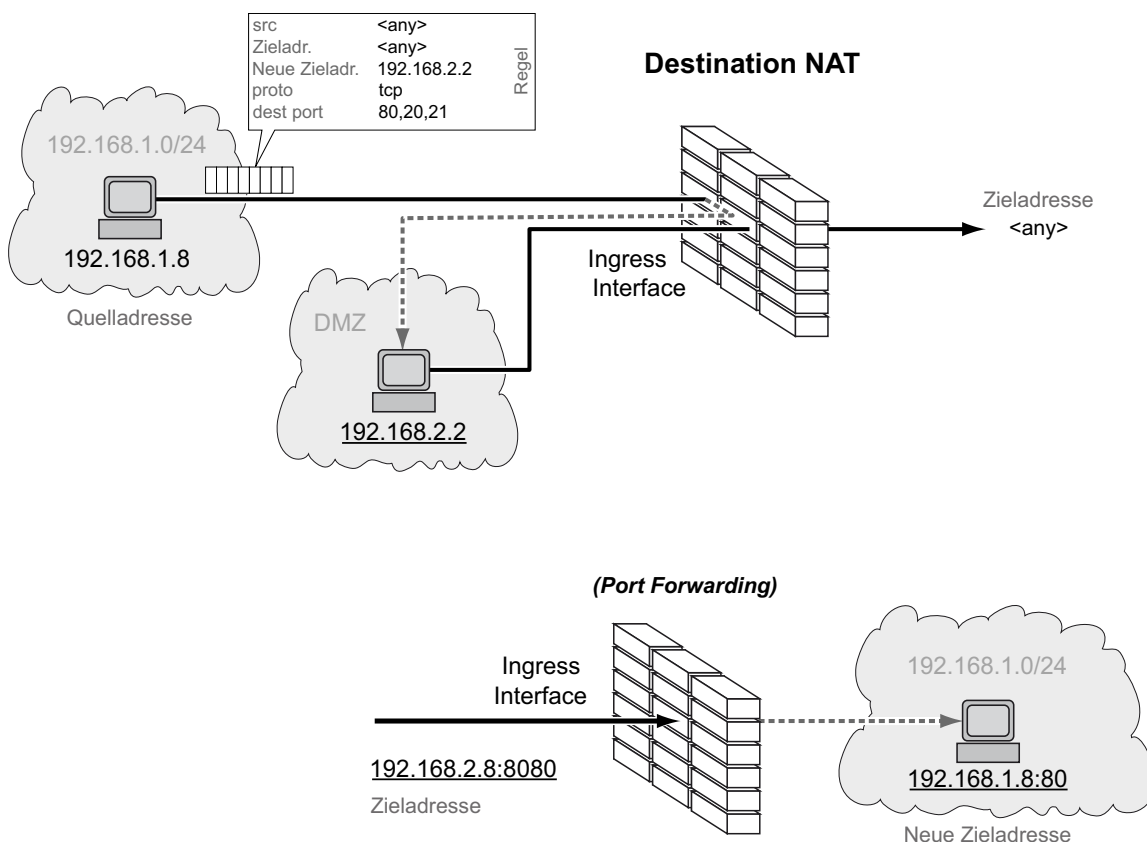 src <any>
Zieladr. <any>
Neue Zieladr. 192.168.2.2
proto tcp
dest port 80,20,21
Regel
Destination NAT
192.168.1.0/24
192.168.1.8
Quelladresse
Zieladresse
<any>
Ingress
Interface
DMZ
192.168.2.2
(Port Forwarding)
Ingress
Interface
192.168.2.8:8080
Zieladresse
192.168.1.0/24
192.168.1.8:80
Neue Zieladresse